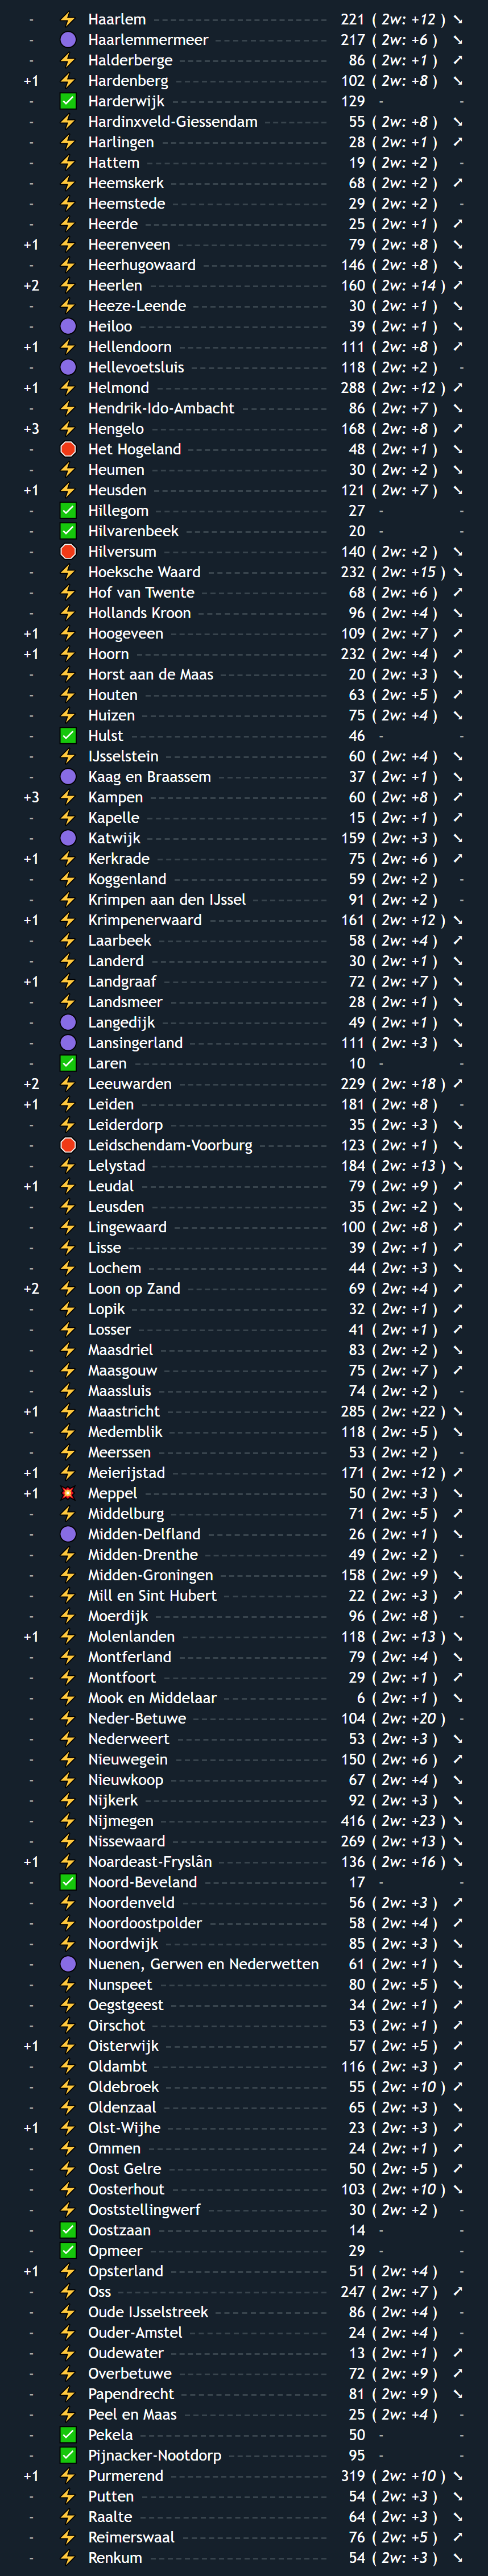 - ⚡ Haarlem 221 ( 2w: +12 ) ➘
- 🟣 Haarlemmermeer 217 ( 2w: +6 ) ➘
- ⚡ Halderberge 86 ( 2w: +1 ) ➚
+1 ⚡ Hardenberg 102 ( 2w: +8 ) ➘
- ✅ Harderwijk 129 - -
- ⚡ Hardinxveld-Giessendam 55 ( 2w: +8 ) ➘
- ⚡ Harlingen 28 ( 2w: +1 ) ➚
- ⚡ Hattem 19 ( 2w: +2 ) -
- ⚡ Heemskerk 68 ( 2w: +2 ) ➚
- ⚡ Heemstede 29 ( 2w: +2 ) -
- ⚡ Heerde 25 ( 2w: +1 ) ➚
+1 ⚡ Heerenveen 79 ( 2w: +8 ) ➘
- ⚡ Heerhugowaard 146 ( 2w: +8 ) ➘
+2 ⚡ Heerlen 160 ( 2w: +14 ) ➚
- ⚡ Heeze-Leende 30 ( 2w: +1 ) ➘
- 🟣 Heiloo 39 ( 2w: +1 ) ➘
+1 ⚡ Hellendoorn 111 ( 2w: +8 ) ➚
- 🟣 Hellevoetsluis 118 ( 2w: +2 ) -
+1 ⚡ Helmond 288 ( 2w: +12 ) ➚
- ⚡ Hendrik-Ido-Ambacht 86 ( 2w: +7 ) ➘
+3 ⚡ Hengelo 168 ( 2w: +8 ) ➚
- 🛑 Het Hogeland 48 ( 2w: +1 ) ➘
- ⚡ Heumen 30 ( 2w: +2 ) ➘
+1 ⚡ Heusden 121 ( 2w: +7 ) ➘
- ✅ Hillegom 27 - -
- ✅ Hilvarenbeek 20 - -
- 🛑 Hilversum 140 ( 2w: +2 ) ➘
- ⚡ Hoeksche Waard 232 ( 2w: +15 ) ➘
- ⚡ Hof van Twente 68 ( 2w: +6 ) ➚
- ⚡ Hollands Kroon 96 ( 2w: +4 ) ➘
+1 ⚡ Hoogeveen 109 ( 2w: +7 ) ➚
+1 ⚡ Hoorn 232 ( 2w: +4 ) ➚
- ⚡ Horst aan de Maas 20 ( 2w: +3 ) ➘
- ⚡ Houten 63 ( 2w: +5 ) ➚
- ⚡ Huizen 75 ( 2w: +4 ) ➘
- ✅ Hulst 46 - -
- ⚡ IJsselstein 60 ( 2w: +4 ) ➘
- 🟣 Kaag en Braassem 37 ( 2w: +1 ) ➘
+3 ⚡ Kampen 60 ( 2w: +8 ) ➚
- ⚡ Kapelle 15 ( 2w: +1 ) ➚
- 🟣 Katwijk 159 ( 2w: +3 ) ➘
+1 ⚡ Kerkrade 75 ( 2w: +6 ) ➚
- ⚡ Koggenland 59 ( 2w: +2 ) -
- ⚡ Krimpen aan den IJssel 91 ( 2w: +2 ) -
+1 ⚡ Krimpenerwaard 161 ( 2w: +12 ) ➘
- ⚡ Laarbeek 58 ( 2w: +4 ) ➚
- ⚡ Landerd 30 ( 2w: +1 ) ➘
+1 ⚡ Landgraaf 72 ( 2w: +7 ) ➘
- ⚡ Landsmeer 28 ( 2w: +1 ) ➘
- 🟣 Langedijk 49 ( 2w: +1 ) ➘
- 🟣 Lansingerland 111 ( 2w: +3 ) ➘
- ✅ Laren 10 - -
+2 ⚡ Leeuwarden 229 ( 2w: +18 ) ➚
+1 ⚡ Leiden 181 ( 2w: +8 ) -
- ⚡ Leiderdorp 35 ( 2w: +3 ) ➘
- 🛑 Leidschendam-Voorburg 123 ( 2w: +1 ) ➘
- ⚡ Lelystad 184 ( 2w: +13 ) ➘
+1 ⚡ Leudal 79 ( 2w: +9 ) ➚
- ⚡ Leusden 35 ( 2w: +2 ) ➘
- ⚡ Lingewaard 100 ( 2w: +8 ) ➚
- ⚡ Lisse 39 ( 2w: +1 ) ➚
- ⚡ Lochem 44 ( 2w: +3 ) ➘
+2 ⚡ Loon op Zand 69 ( 2w: +4 ) ➚
- ⚡ Lopik 32 ( 2w: +1 ) ➚
- ⚡ Losser 41 ( 2w: +1 ) ➚
- ⚡ Maasdriel 83 ( 2w: +2 ) ➘
- ⚡ Maasgouw 75 ( 2w: +7 ) ➚
- ⚡ Maassluis 74 ( 2w: +2 ) -
+1 ⚡ Maastricht 285 ( 2w: +22 ) ➘
- ⚡ Medemblik 118 ( 2w: +5 ) ➘
- ⚡ Meerssen 53 ( 2w: +2 ) -
+1 ⚡ Meierijstad 171 ( 2w: +12 ) ➚
+1 💥 Meppel 50 ( 2w: +3 ) ➘
- ⚡ Middelburg 71 ( 2w: +5 ) ➚
- 🟣 Midden-Delfland 26 ( 2w: +1 ) ➘
- ⚡ Midden-Drenthe 49 ( 2w: +2 ) -
- ⚡ Midden-Groningen 158 ( 2w: +9 ) ➘
- ⚡ Mill en Sint Hubert 22 ( 2w: +3 ) ➚
- ⚡ Moerdijk 96 ( 2w: +8 ) -
+1 ⚡ Molenlanden 118 ( 2w: +13 ) ➘
- ⚡ Montferland 79 ( 2w: +4 ) ➘
- ⚡ Montfoort 29 ( 2w: +1 ) ➚
- ⚡ Mook en Middelaar 6 ( 2w: +1 ) ➘
- ⚡ Neder-Betuwe 104 ( 2w: +20 ) -
- ⚡ Nederweert 53 ( 2w: +3 ) ➘
- ⚡ Nieuwegein 150 ( 2w: +6 ) ➚
- ⚡ Nieuwkoop 67 ( 2w: +4 ) ➘
- ⚡ Nijkerk 92 ( 2w: +3 ) ➘
- ⚡ Nijmegen 416 ( 2w: +23 ) ➘
- ⚡ Nissewaard 269 ( 2w: +13 ) ➘
+1 ⚡ Noardeast-Fryslân 136 ( 2w: +16 ) ➘
- ✅ Noord-Beveland 17 - -
- ⚡ Noordenveld 56 ( 2w: +3 ) ➚
- ⚡ Noordoostpolder 58 ( 2w: +4 ) ➚
- ⚡ Noordwijk 85 ( 2w: +3 ) ➘
- 🟣 Nuenen, Gerwen en Nederwetten 61 ( 2w: +1 ) ➘
- ⚡ Nunspeet 80 ( 2w: +5 ) ➘
- ⚡ Oegstgeest 34 ( 2w: +1 ) ➚
- ⚡ Oirschot 53 ( 2w: +1 ) ➚
+1 ⚡ Oisterwijk 57 ( 2w: +5 ) ➚
- ⚡ Oldambt 116 ( 2w: +3 ) ➚
- ⚡ Oldebroek 55 ( 2w: +10 ) ➚
- ⚡ Oldenzaal 65 ( 2w: +3 ) ➘
+1 ⚡ Olst-Wijhe 23 ( 2w: +3 ) ➚
- ⚡ Ommen 24 ( 2w: +1 ) ➚
- ⚡ Oost Gelre 50 ( 2w: +5 ) ➚
- ⚡ Oosterhout 103 ( 2w: +10 ) ➘
- ⚡ Ooststellingwerf 30 ( 2w: +2 ) -
- ✅ Oostzaan 14 - -
- ✅ Opmeer 29 - -
+1 ⚡ Opsterland 51 ( 2w: +4 ) -
- ⚡ Oss 247 ( 2w: +7 ) ➚
- ⚡ Oude IJsselstreek 86 ( 2w: +4 ) -
- ⚡ Ouder-Amstel 24 ( 2w: +4 ) -
- ⚡ Oudewater 13 ( 2w: +1 ) ➚
- ⚡ Overbetuwe 72 ( 2w: +9 ) ➚
- ⚡ Papendrecht 81 ( 2w: +9 ) ➘
- ⚡ Peel en Maas 25 ( 2w: +4 ) -
- ✅ Pekela 50 - -
- ✅ Pijnacker-Nootdorp 95 - -
+1 ⚡ Purmerend 319 ( 2w: +10 ) ➘
- ⚡ Putten 54 ( 2w: +3 ) ➘
- ⚡ Raalte 64 ( 2w: +3 ) ➘
- ⚡ Reimerswaal 76 ( 2w: +5 ) ➚
- ⚡ Renkum 54 ( 2w: +3 ) ➘